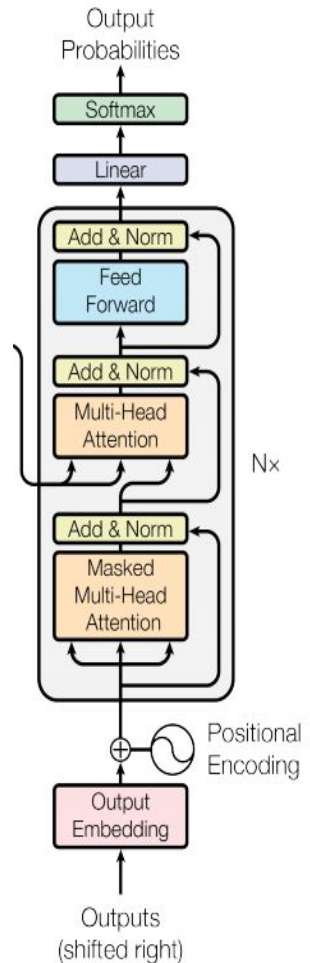 Output
Probabilities
Softmax
Linear
Add & Norm
Feed
Forward
Add & Norm
Multi-Head
Attention
N×
Add & Norm
Masked
Multi-Head
Attention
Positional
Encoding
Output
Embedding
Outputs
(shifted right)